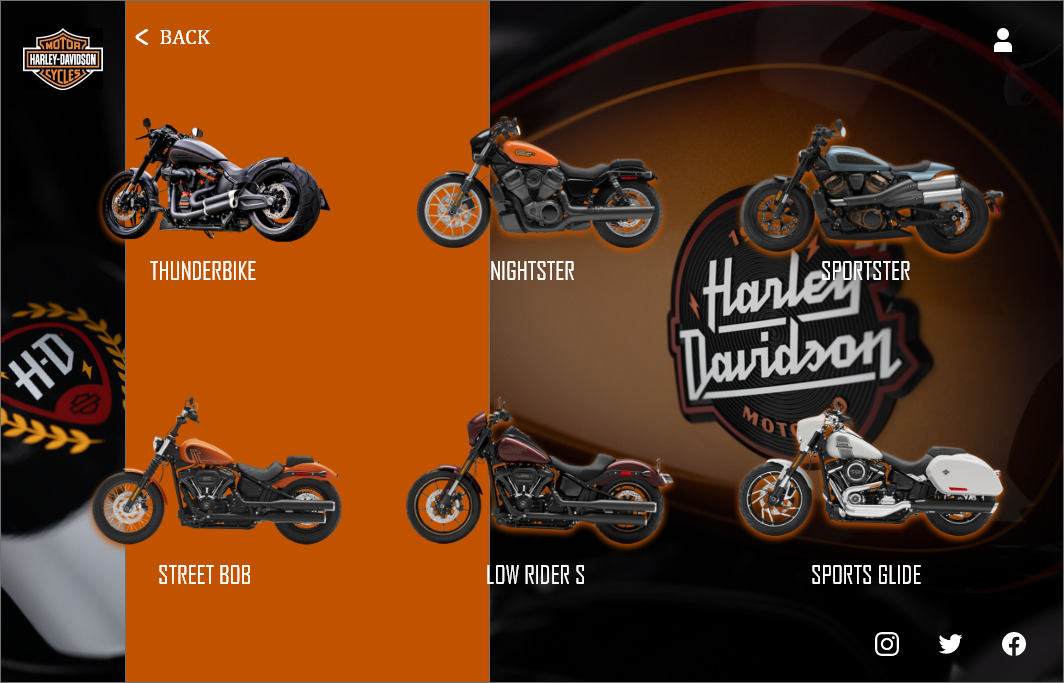 BACK
MOTOR
HARLEY-DAVIDSON
CYCLES
THUNDERBIKE
NIGHTSTER
SPORTSTER
Harley
Davidson
H-D
STREET BOB
LOW RIDER S
SPORTS GLIDE